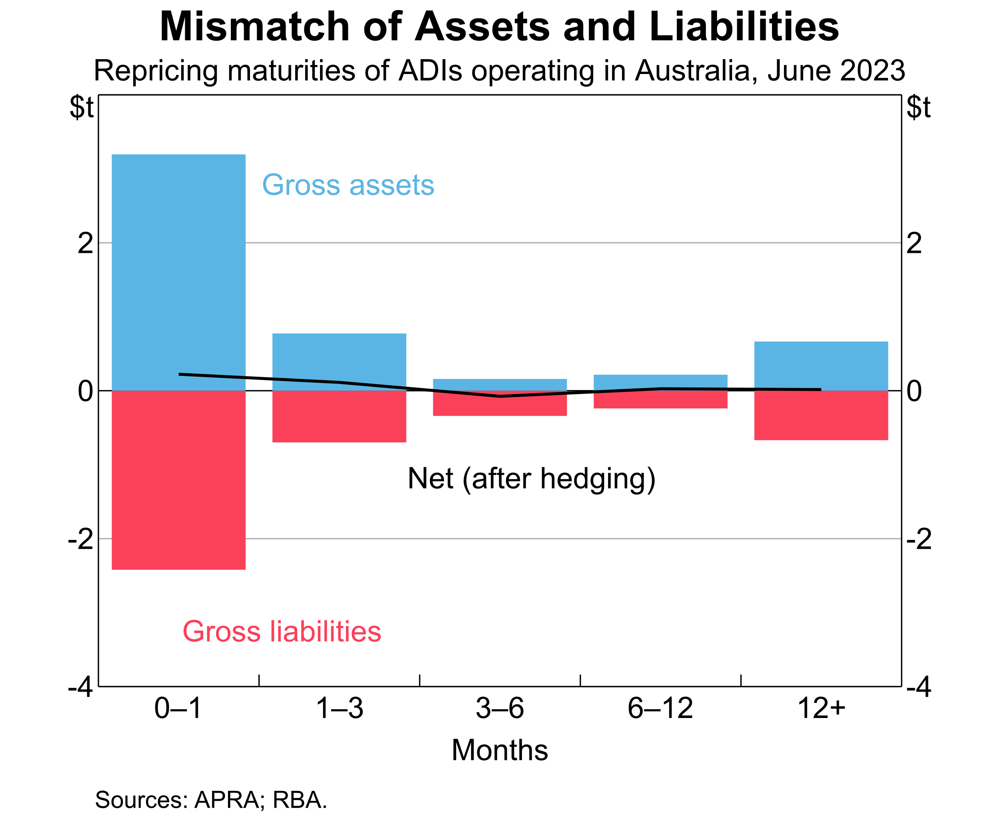 Mismatch of Assets and Liabilities
Repricing maturities of ADIs operating in Australia, June 2023
$t $t
Gross assets
2 2
0 0
Net (after hedging)
-2 -2
Gross liabilities
-4 -4
0–1 1–3 3–6 6–12 12+
Months
Sources: APRA; RBA.